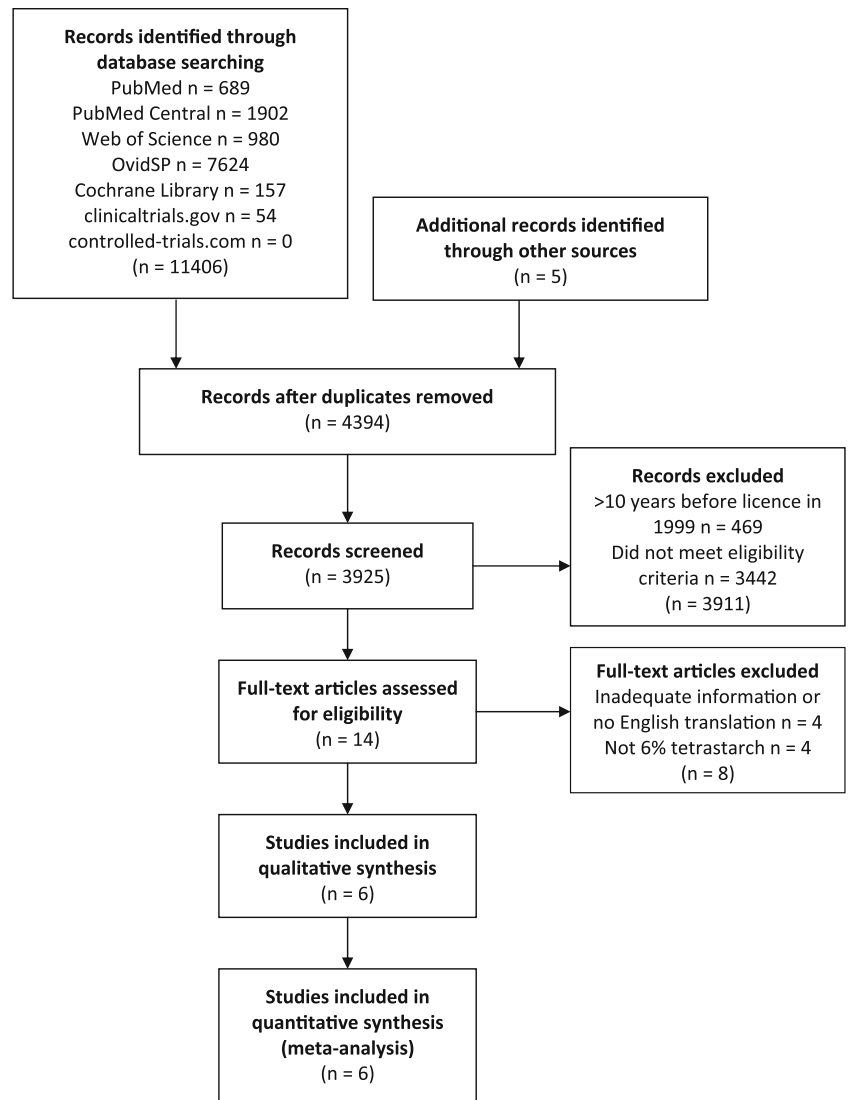 Records identified through
database searching
PubMed n = 689
PubMed Central n = 1902
Web of Science n = 980
OvidSP n = 7624
Cochrane Library n = 157
clinicaltrials.gov n = 54
controlled-trials.com n = 0
(n = 11406)
Additional records identified
through other sources
(n = 5)
Records after duplicates removed
(n = 4394)
Records screened
(n = 3925)
Records excluded
>10 years before licence in
1999 n = 469
Did not meet eligibility
criteria n = 3442
(n = 3911)
Full-text articles assessed
for eligibility
(n = 14)
Full-text articles excluded
Inadequate information or
no English translation n = 4
Not 6% tetrastarch n = 4
(n = 8)
Studies included in
qualitative synthesis
(n = 6)
Studies included in
quantitative synthesis
(meta-analysis)
(n = 6)